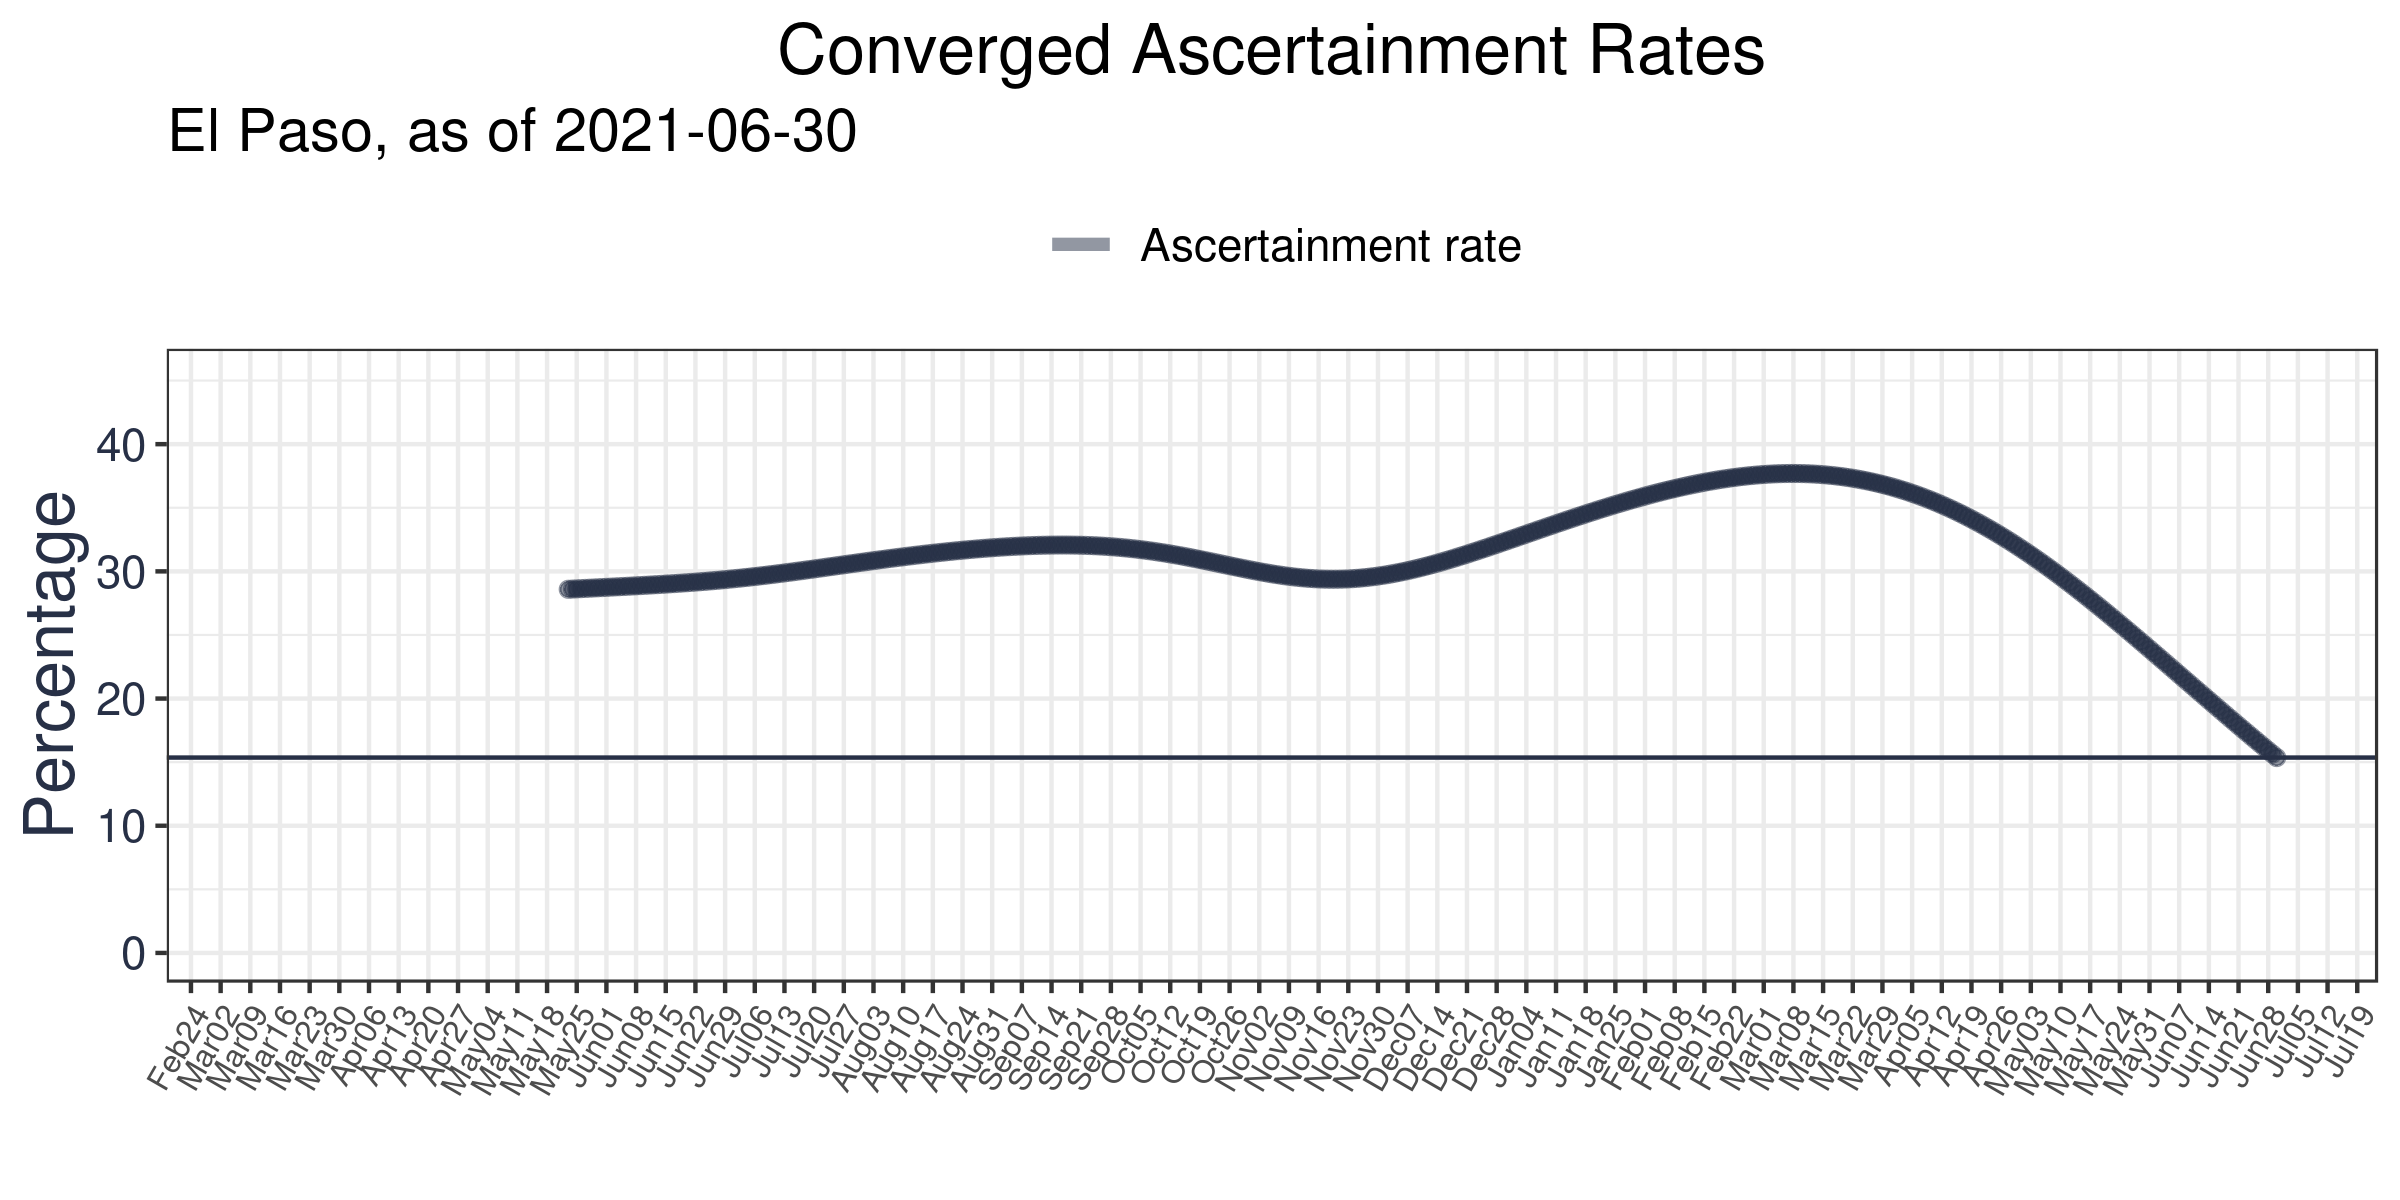 Converged Ascertainment Rates
El Paso, as of 2021-06-30
Ascertainment rate
Percentage
40
30
20
10
0
Feb24
Mar02
Mar09
Mar16
Mar23
Mar30
Apr06
Apr13
Apr20
Apr27
May04
May11
May18
May25
Jun01
Jun08
Jun15
Jun22
Jun29
Jul06
Jul13
Jul20
Jul27
Aug03
Aug10
Aug17
Aug24
Aug31
Sep07
Sep14
Sep21
Sep28
Oct05
Oct12
Oct19
Oct26
Nov02
Nov09
Nov16
Nov23
Nov30
Dec07
Dec14
Dec21
Dec28
Jan04
Jan11
Jan18
Jan25
Feb01
Feb08
Feb15
Feb22
Mar01
Mar08
Mar15
Mar22
Mar29
Apr05
Apr12
Apr19
Apr26
May03
May10
May17
May24
May31
Jun07
Jun14
Jun21
Jun28
Jul05
Jul12
Jul19